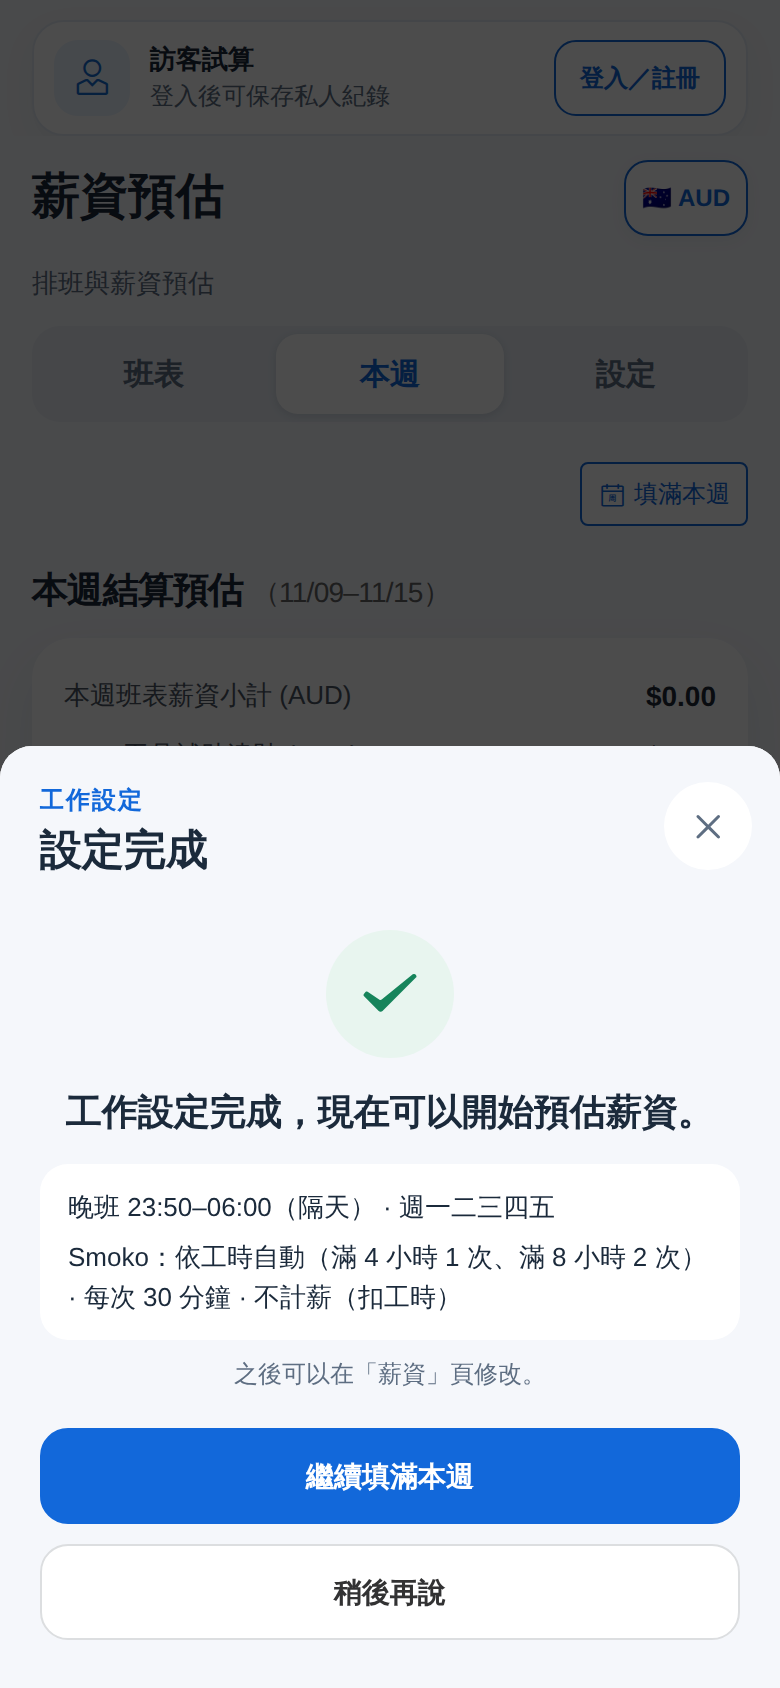 訪客試算
登入後可保存私人紀錄
登入／註冊
薪資預估
AUD
排班與薪資預估
班表
本週
設定
填滿本週
本週結算預估 （11/09–11/15）
本週班表薪資小計 (AUD)
$0.00
工作設定
設定完成
工作設定完成，現在可以開始預估薪資。
晚班 23:50–06:00（隔天） · 週一二三四五
Smoko：依工時自動（滿 4 小時 1 次、滿 8 小時 2 次）
· 每次 30 分鐘 · 不計薪（扣工時）
之後可以在「薪資」頁修改。
繼續填滿本週
稍後再說